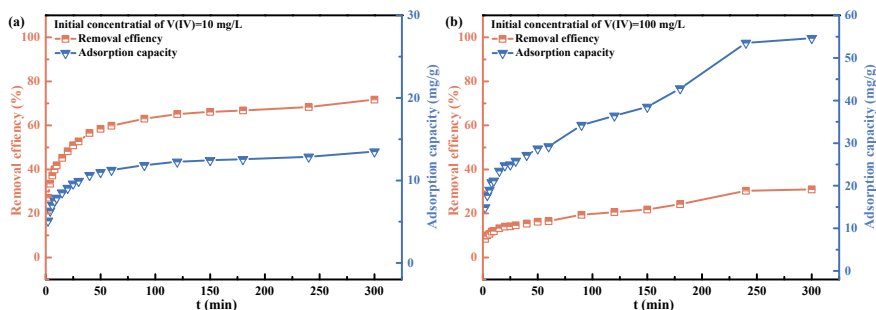 (a)
Initial concentratial of V(IV)=10 mg/L
Removal effiency
Adsorption capacity
Removal effiency (%)
100
80
60
40
20
0
30
20
10
0
Adsorption capacity (mg/g)
0 50 100 150 200 250 300
t (min)
(b)
Initial concentratial of V(IV)=100 mg/L
Removal effiency
Adsorption capacity
Removal effiency (%)
100
80
60
40
20
0
60
50
40
30
20
10
0
Adsorption capacity (mg/g)
0 50 100 150 200 250 300
t (min)